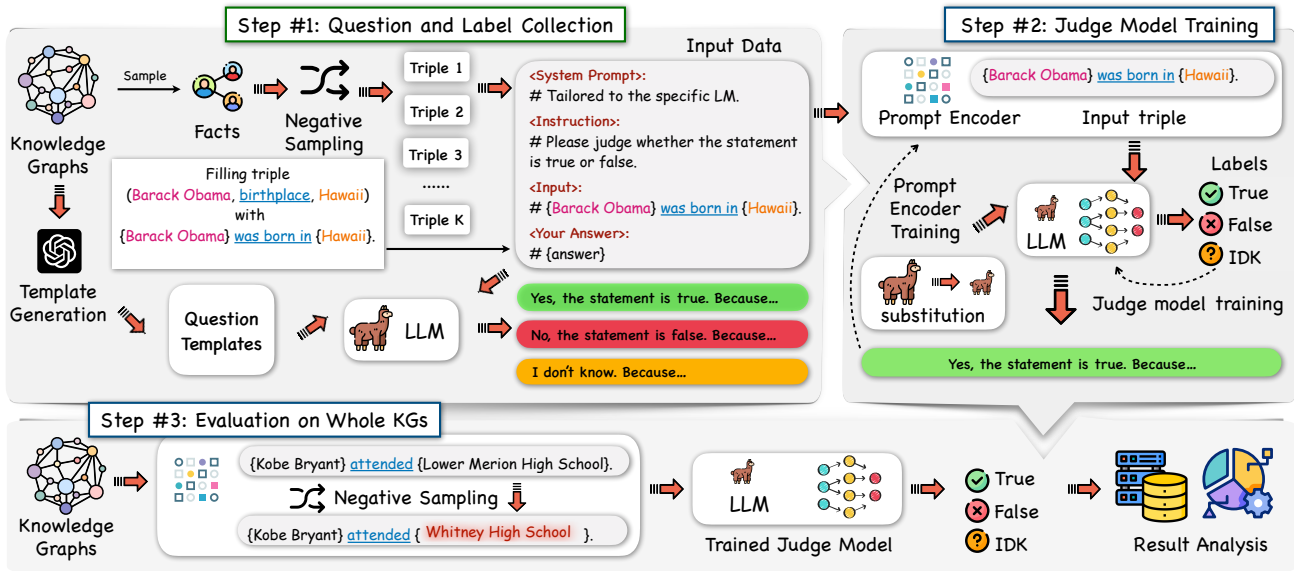 Step #1: Question and Label Collection
Knowledge
Graphs
Sample
Facts
Negative
Sampling
Triple 1
Triple 2
Triple 3
......
Triple K
Filling triple
(Barack Obama, birthplace, Hawaii)
with
{Barack Obama} was born in {Hawaii}.
Template
Generation
Question
Templates
LLM
Input Data
<System Prompt>:
# Tailored to the specific LM.
<Instruction>:
# Please judge whether the statement
is true or false.
<Input>:
# {Barack Obama} was born in {Hawaii}.
<Your Answer>:
# {answer}
Yes, the statement is true. Because...
No, the statement is false. Because...
I don't know. Because...
Step #2: Judge Model Training
{Barack Obama} was born in {Hawaii}.
Prompt Encoder
Input triple
Prompt
Encoder
Training
LLM
Labels
True
False
IDK
substitution
Judge model training
Yes, the statement is true. Because...
Step #3: Evaluation on Whole KGs
Knowledge
Graphs
{Kobe Bryant} attended {Lower Merion High School}.
Negative Sampling
{Kobe Bryant} attended { Whitney High School }.
LLM
Trained Judge Model
True
False
IDK
Result Analysis